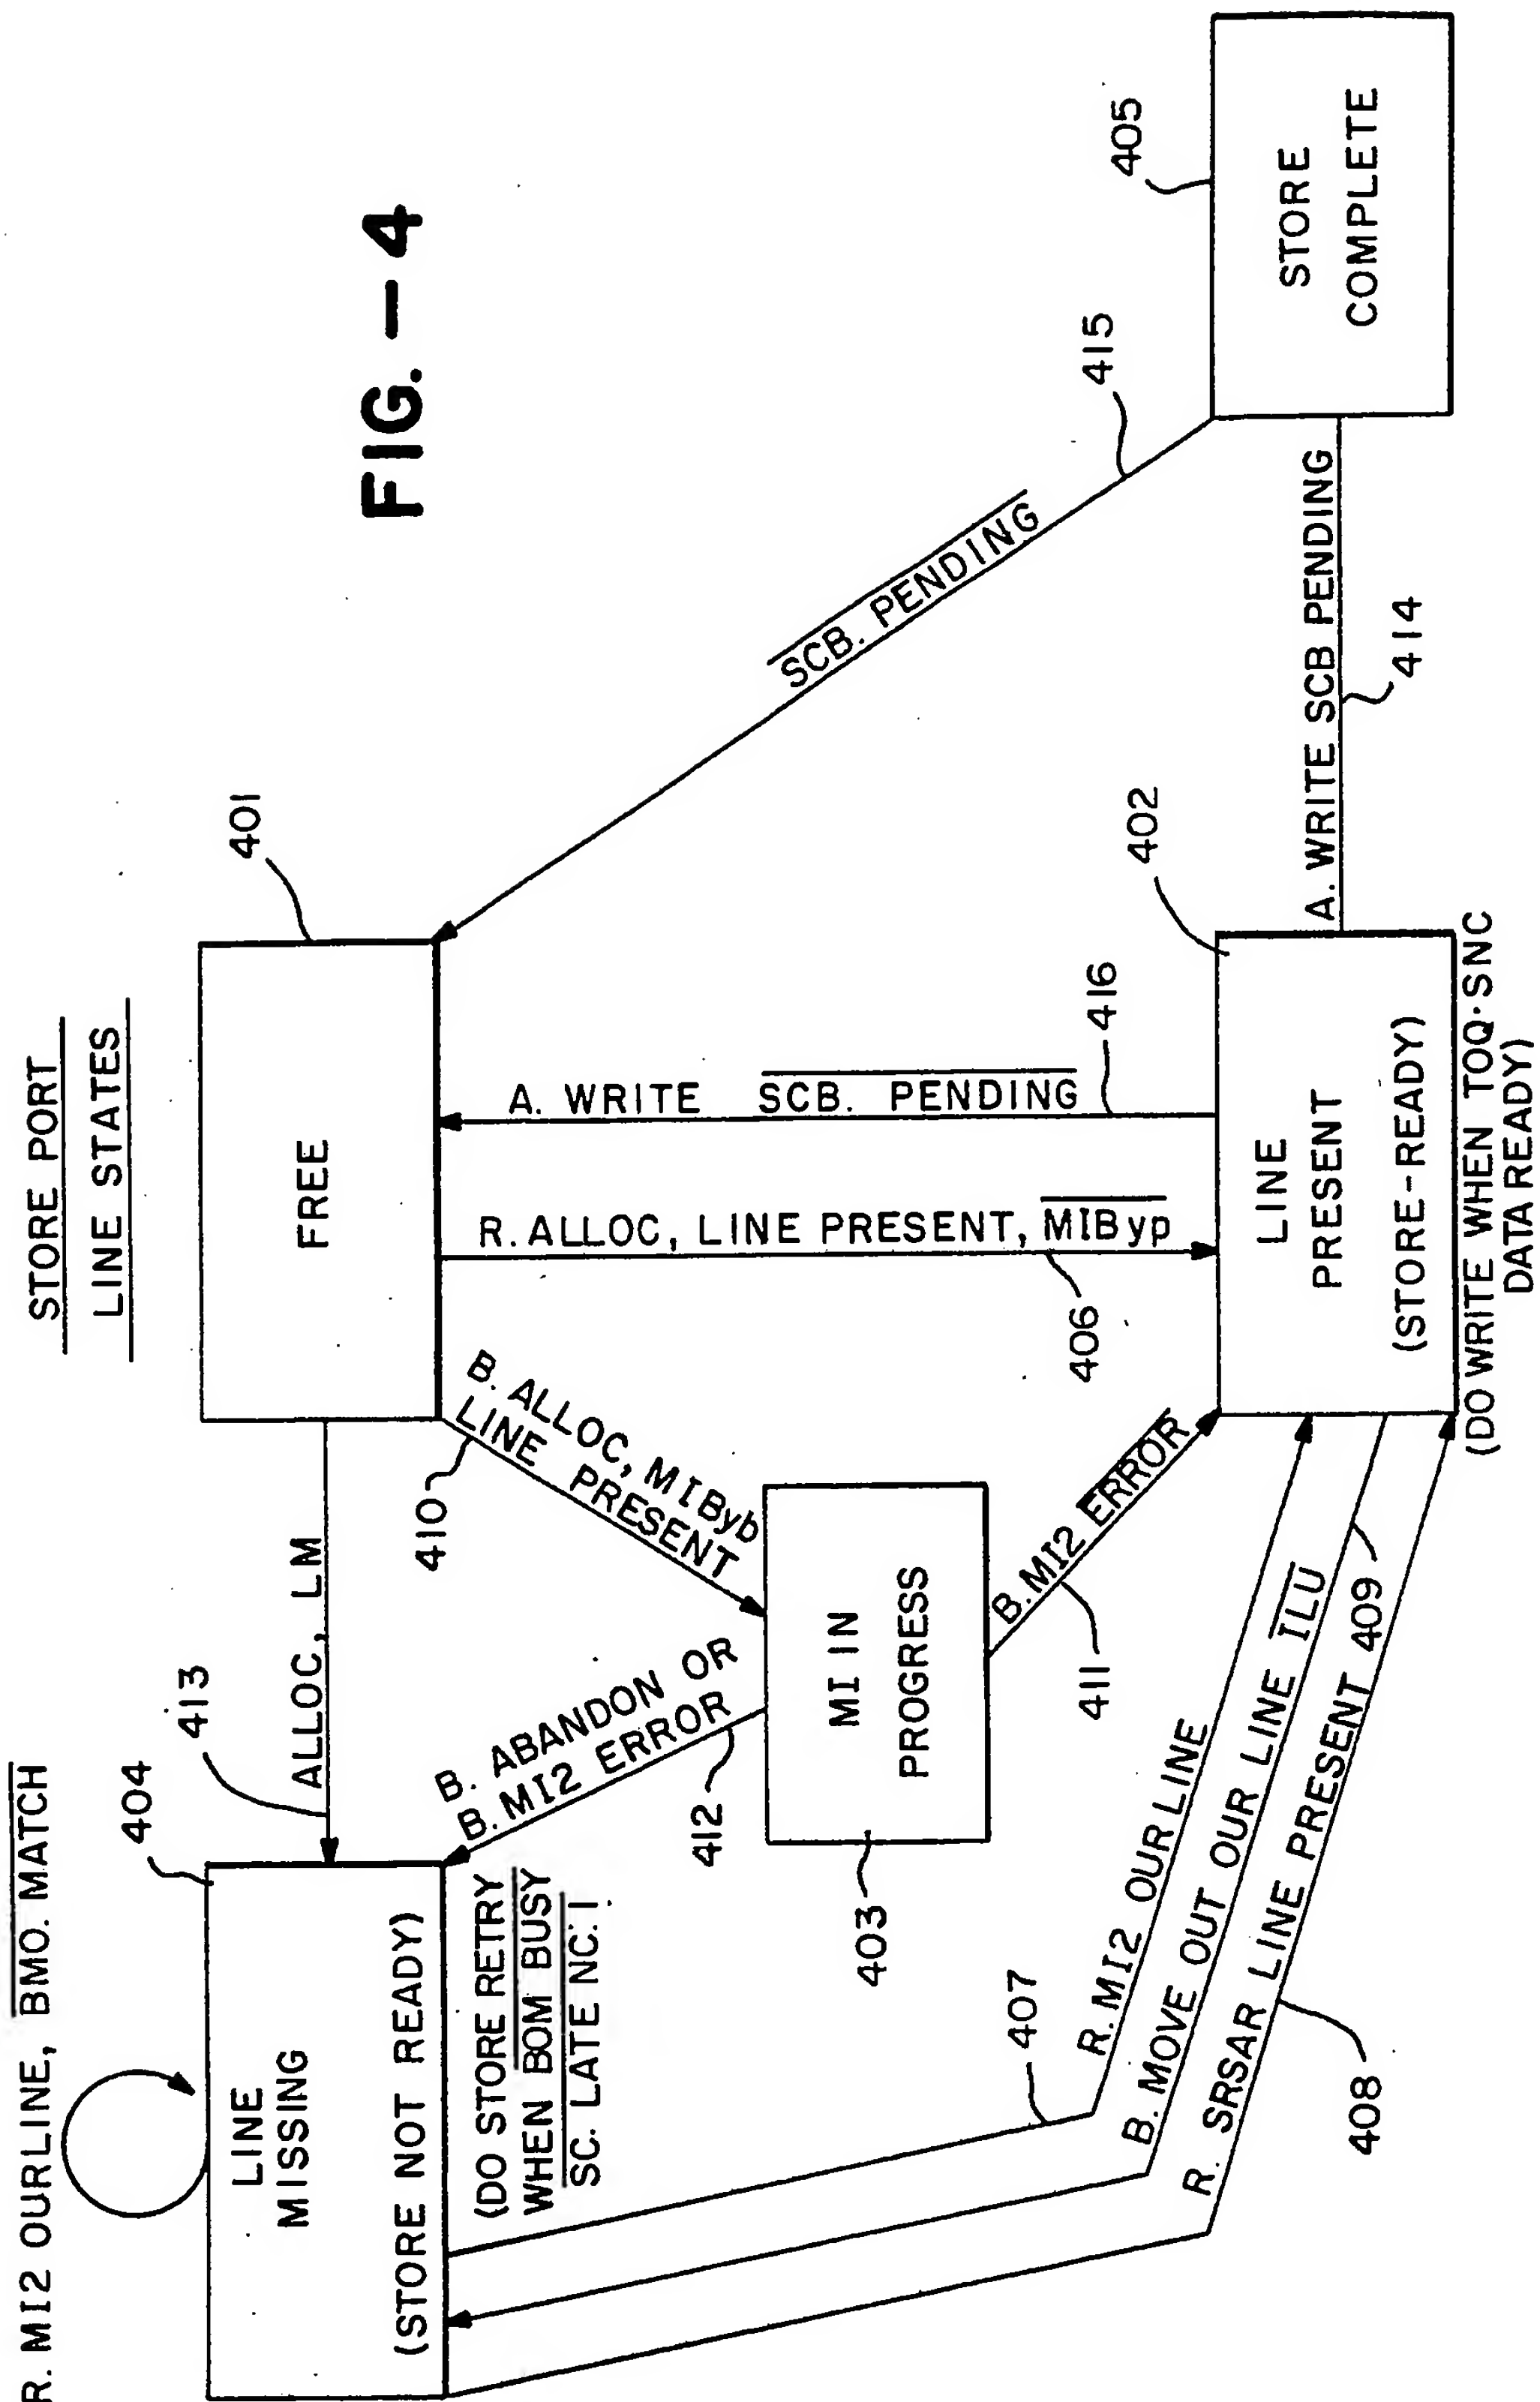 FIG. — 4
STORE PORT
LINE STATES
R. MI2 OURLINE, BMO. MATCH
404
LINE
MISSING
(STORE NOT READY)
(DO STORE RETRY
WHEN BOM BUSY
SC. LATE NC.1
413
ALLOC, LM
401
FREE
410
B. ALLOC, MIByb
LINE PRESENT
B. ABANDON OR
B. MI2 ERROR
412
MI IN
PROGRESS
403
B. MI2 ERROR
411
R. ALLOC, LINE PRESENT, MIByp
406
A. WRITE SCB. PENDING
416
SCB. PENDING
415
405
STORE
COMPLETE
A. WRITE SCB PENDING
414
402
LINE
PRESENT
(STORE-READY)
(DO WRITE WHEN TOQ·SNC
DATA READY)
407
R. MI2 OUR LINE
B. MOVE OUT OUR LINE ILU
409
R. SRSAR LINE PRESENT
408